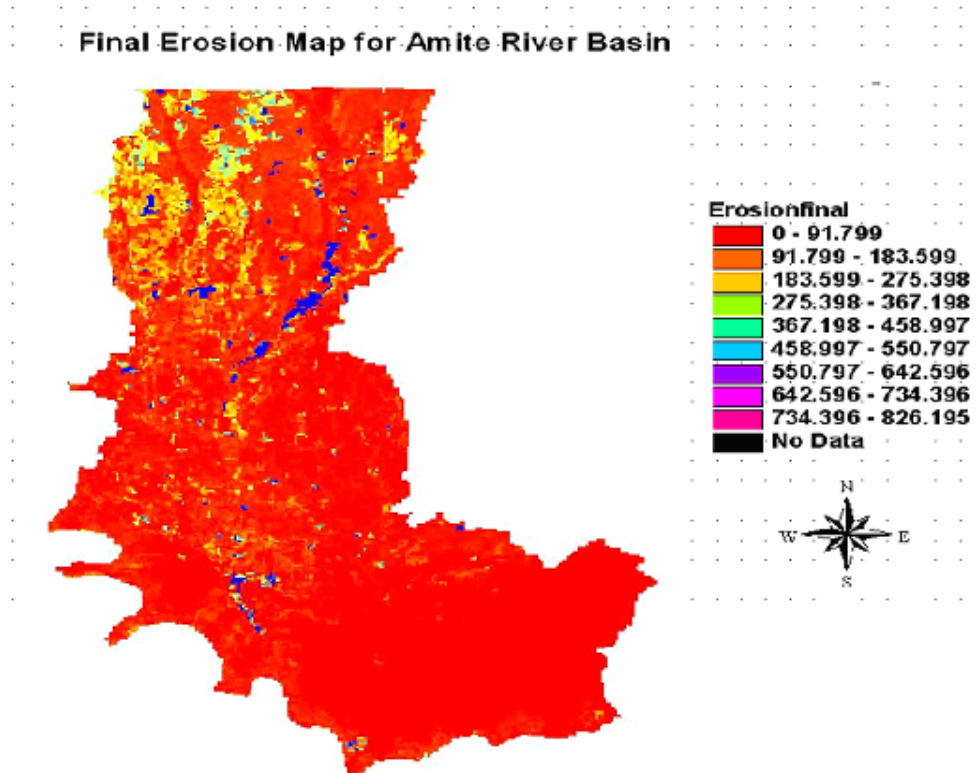 Final Erosion Map for Amite River Basin
Erosionfinal
0 - 91.799
91.799 - 183.599
183.599 - 275.398
275.398 - 367.198
367.198 - 458.997
458.997 - 550.797
550.797 - 642.596
642.596 - 734.396
734.396 - 826.195
No Data
N
W E
S